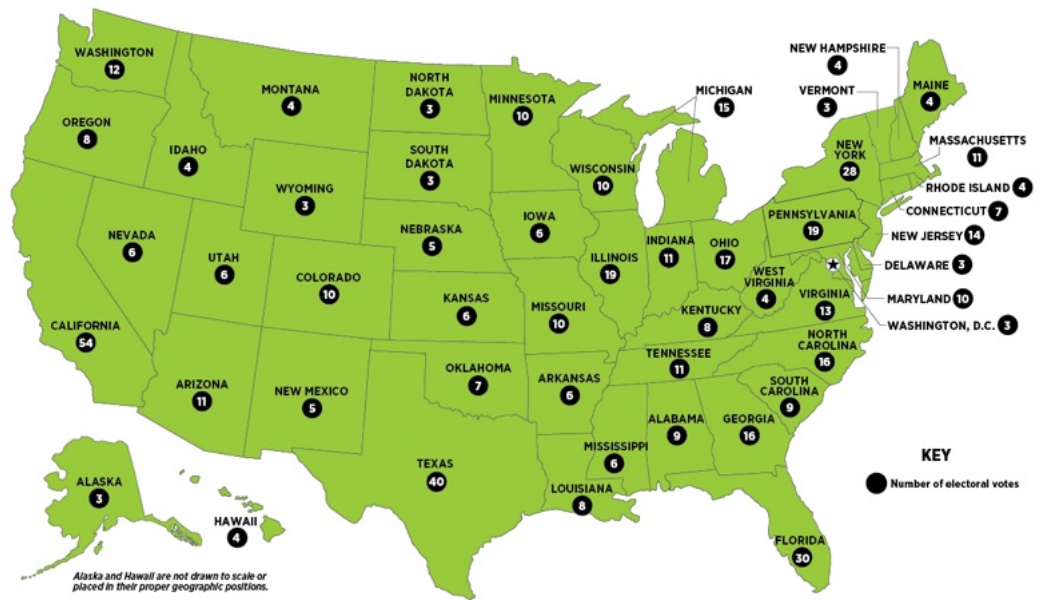 WASHINGTON
12
OREGON
8
IDAHO
4
MONTANA
4
WYOMING
3
NORTH
DAKOTA
3
SOUTH
DAKOTA
3
MINNESOTA
10
WISCONSIN
10
MICHIGAN
15
NEW HAMPSHIRE
4
VERMONT
3
MAINE
4
NEW
YORK
28
MASSACHUSETTS
11
RHODE ISLAND 4
CONNECTICUT 7
NEW JERSEY 14
DELAWARE 3
MARYLAND 10
WASHINGTON, D.C. 3
PENNSYLVANIA
19
NEVADA
6
UTAH
6
COLORADO
10
NEBRASKA
5
KANSAS
6
IOWA
6
MISSOURI
10
ILLINOIS
19
INDIANA
11
OHIO
17
WEST
VIRGINIA
4
VIRGINIA
13
KENTUCKY
8
NORTH
CAROLINA
16
TENNESSEE
11
SOUTH
CAROLINA
9
CALIFORNIA
54
ARIZONA
11
NEW MEXICO
5
OKLAHOMA
7
ARKANSAS
6
TEXAS
40
LOUISIANA
8
MISSISSIPPI
6
ALABAMA
9
GEORGIA
16
FLORIDA
30
ALASKA
3
HAWAII
4
Alaska and Hawaii are not drawn to scale or
placed in their proper geographic positions.
KEY
Number of electoral votes